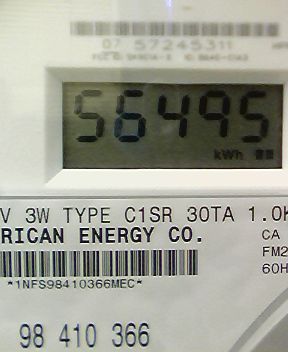 07 57245311
56495
kWh
V 3W TYPE C1SR 30TA 1.0K
RICAN ENERGY CO.
CA
FM2
60H
*1NFS98410366MEC*
98 410 366